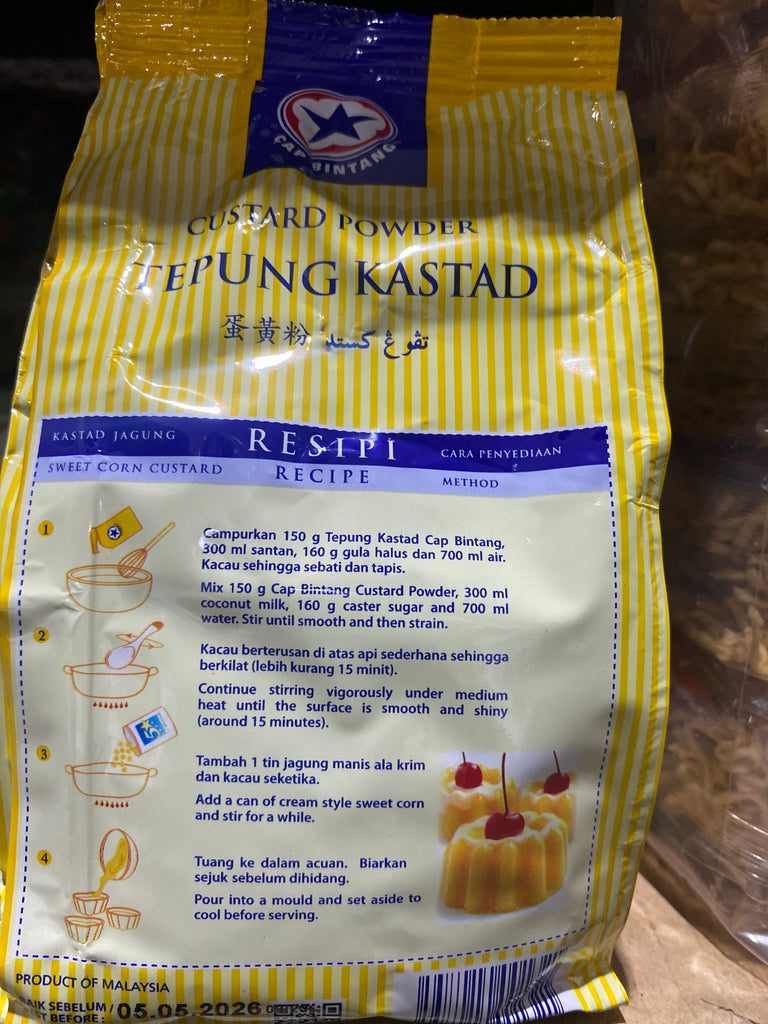 CAP BINTANG
CUSTARD POWDER
TEPUNG KASTAD
蛋黃粉 تڤوڠ کستد
KASTAD JAGUNG
RESIPI
CARA PENYEDIAAN
SWEET CORN CUSTARD
RECIPE
METHOD
1
Campurkan 150 g Tepung Kastad Cap Bintang,
300 ml santan, 160 g gula halus dan 700 ml air.
Kacau sehingga sebati dan tapis.
Mix 150 g Cap Bintang Custard Powder, 300 ml
coconut milk, 160 g caster sugar and 700 ml
water. Stir until smooth and then strain.
2
Kacau berterusan di atas api sederhana sehingga
berkilat (lebih kurang 15 minit).
Continue stirring vigorously under medium
heat until the surface is smooth and shiny
(around 15 minutes).
3
Tambah 1 tin jagung manis ala krim
dan kacau seketika.
Add a can of cream style sweet corn
and stir for a while.
4
Tuang ke dalam acuan. Biarkan
sejuk sebelum dihidang.
Pour into a mould and set aside to
cool before serving.
PRODUCT OF MALAYSIA
SEBELUM /
BEFORE :
05.05.2026